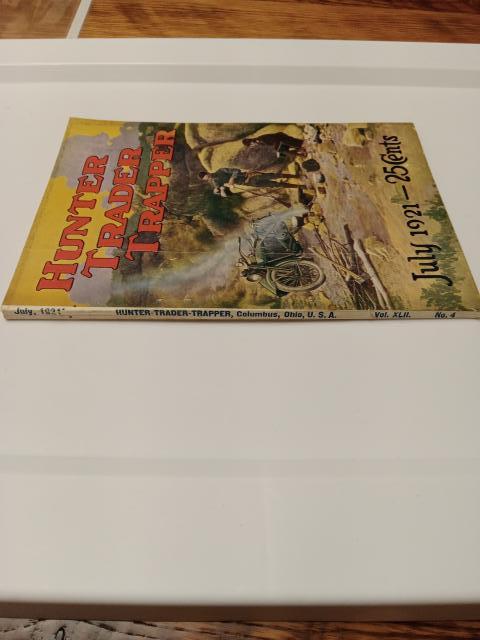 HUNTER
TRADER
TRAPPER
July 1921 — 25 Cents
July, 1921
HUNTER-TRADER-TRAPPER, Columbus, Ohio, U. S. A.
Vol. XLII.
No. 4